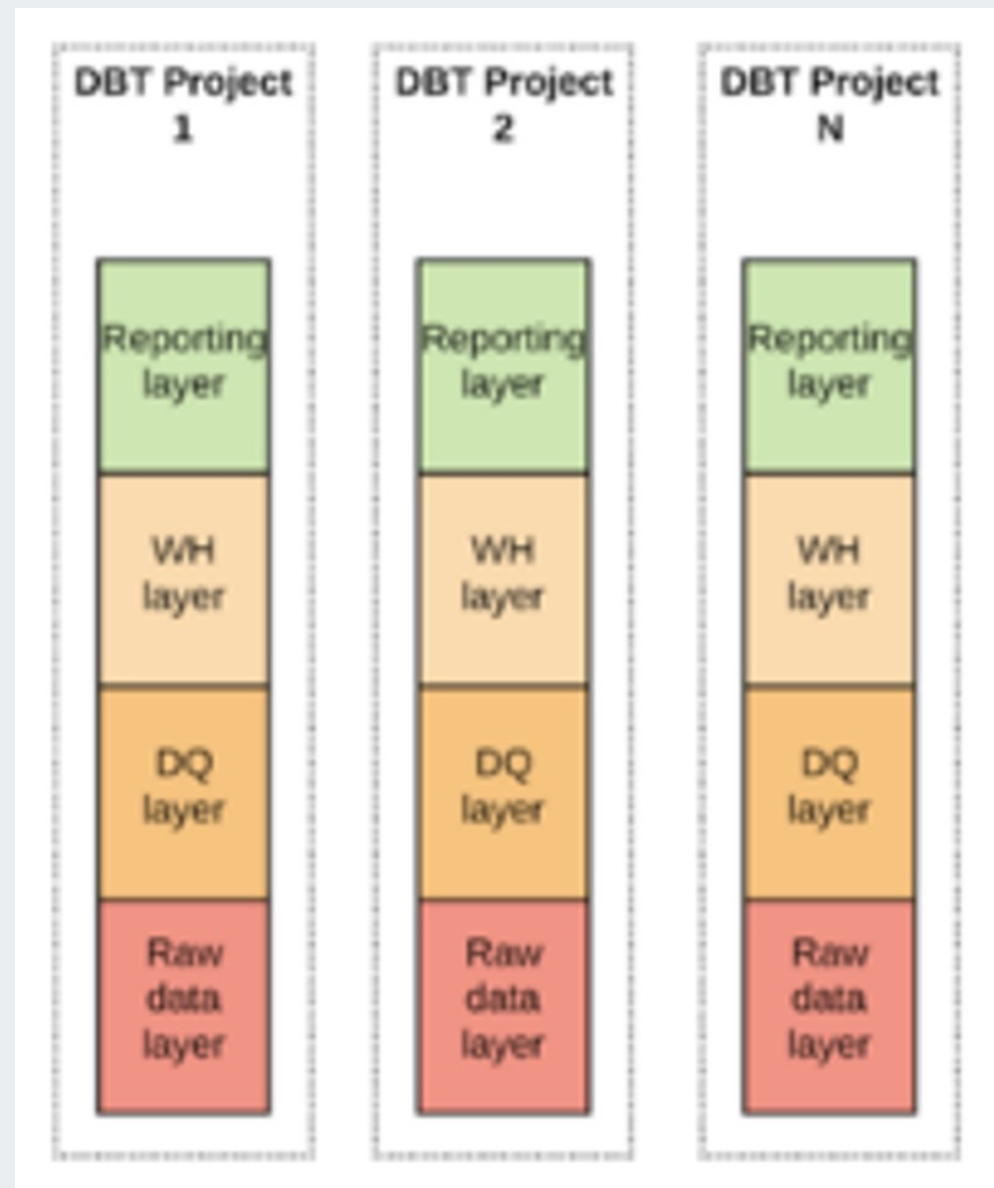 DBT Project
1
Reporting
layer
WH
layer
DQ
layer
Raw
data
layer
DBT Project
2
Reporting
layer
WH
layer
DQ
layer
Raw
data
layer
DBT Project
N
Reporting
layer
WH
layer
DQ
layer
Raw
data
layer